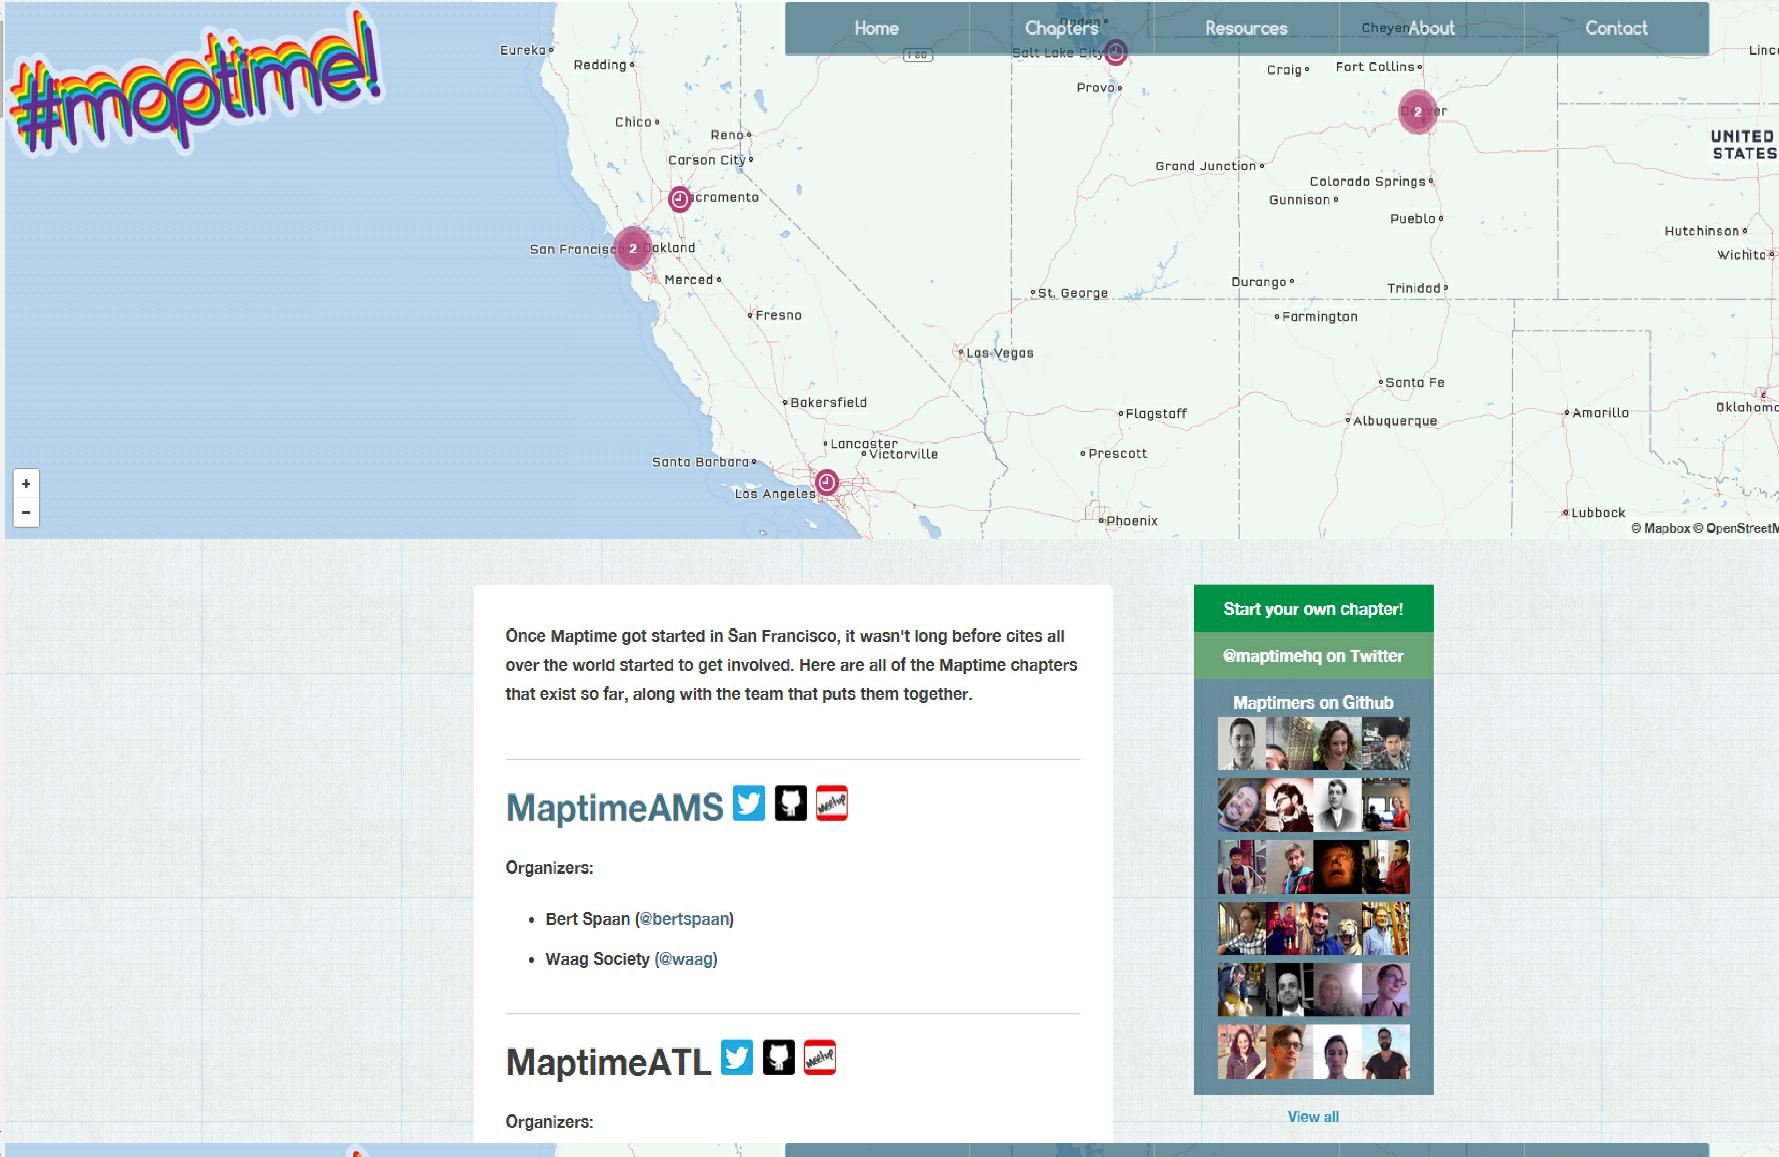 #maptime!
Home
Chapters
Resources
About
Contact
Eureka
Redding
Chico
Reno
Carson City
Sacramento
San Francisco
2
Oakland
Merced
Fresno
Bakersfield
Lancaster
Victorville
Santa Barbara
Los Angeles
180
Ogden
Salt Lake City
Provo
St. George
Las Vegas
Flagstaff
Prescott
Phoenix
Cheyen
Craig
Fort Collins
2
Denver
Grand Junction
Colorado Springs
Gunnison
Pueblo
Durango
Trinidad
Farmington
Santa Fe
Albuquerque
UNITED
STATES
Linc
Hutchinson
Wichita
Amarillo
Oklahoma
Lubbock
+
-
© Mapbox © OpenStreetM
Once Maptime got started in San Francisco, it wasn't long before cites all
over the world started to get involved. Here are all of the Maptime chapters
that exist so far, along with the team that puts them together.
MaptimeAMS
meetup
Organizers:
• Bert Spaan (@bertspaan)
• Waag Society (@waag)
MaptimeATL
meetup
Organizers:
Start your own chapter!
@maptimehq on Twitter
Maptimers on Github
View all